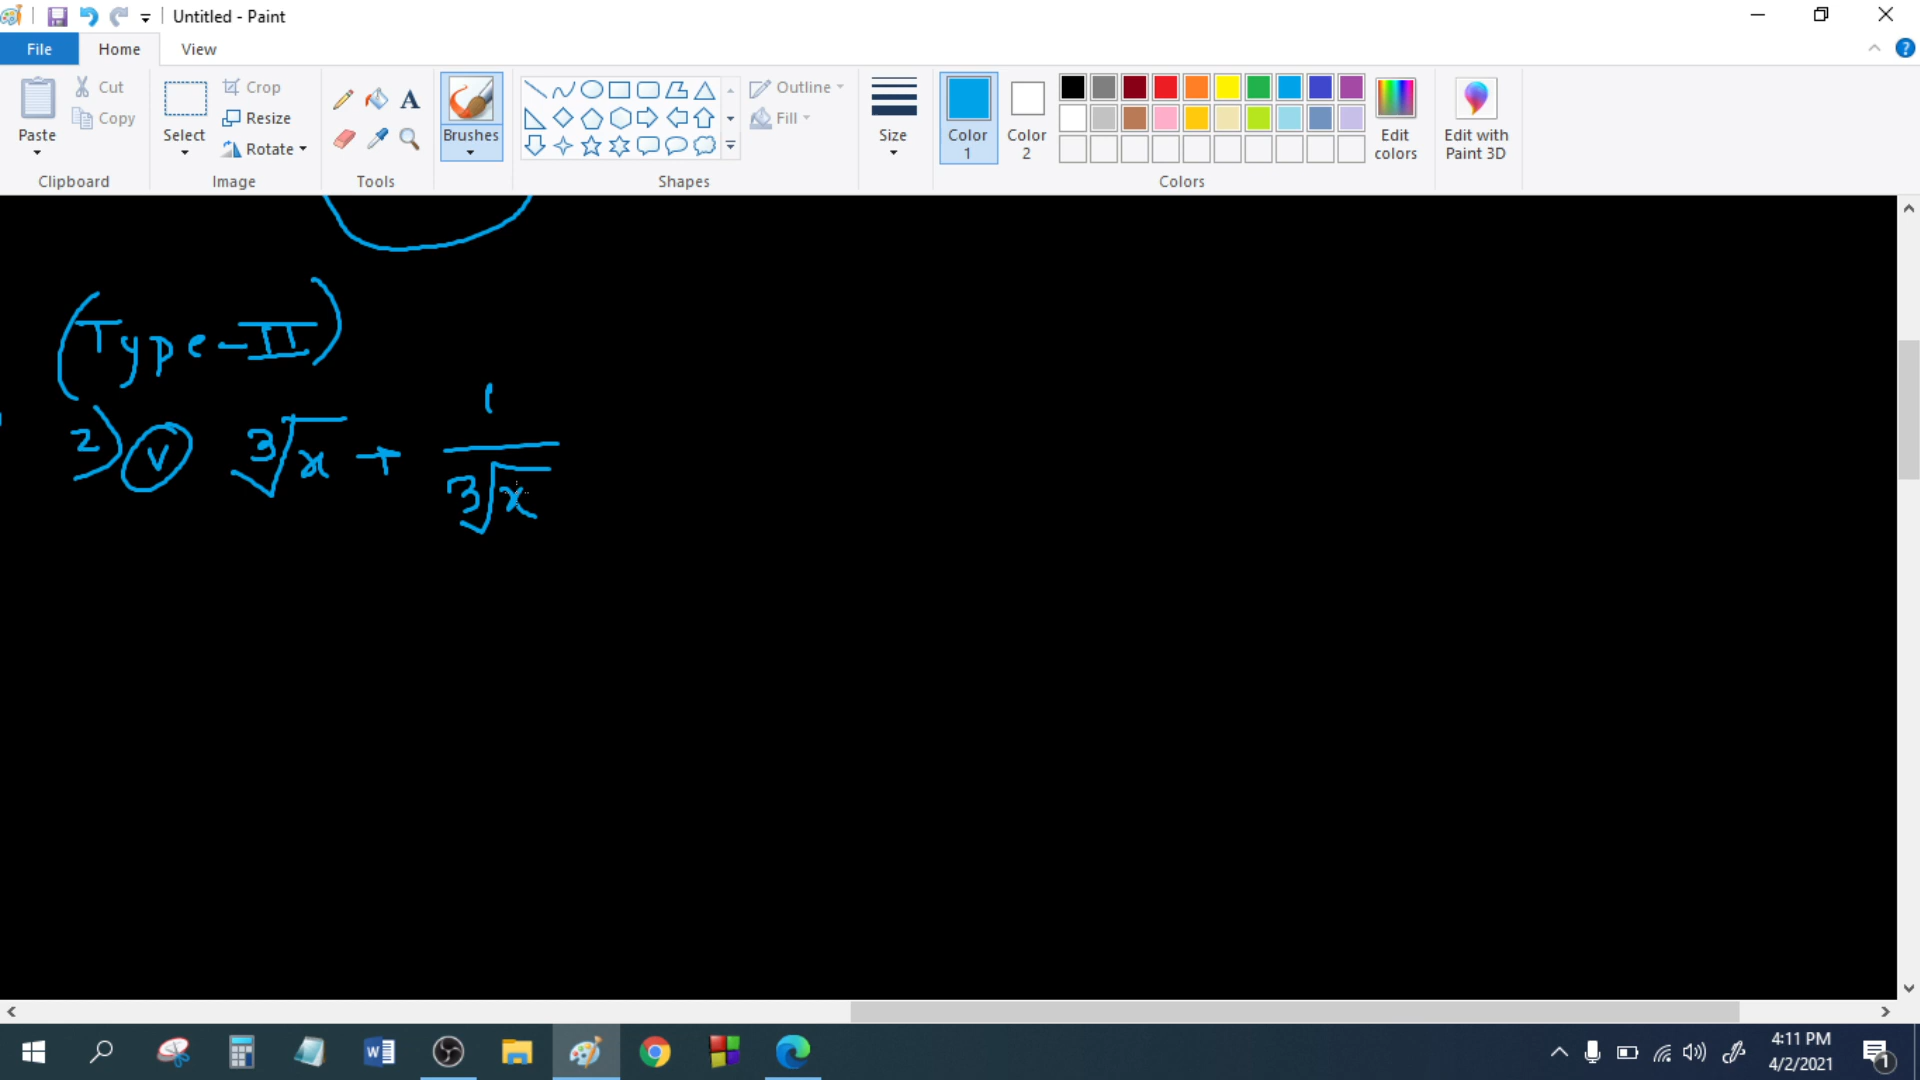 Untitled - Paint
File Home View
Paste
Cut
Copy
Clipboard
Select
Crop
Resize
Rotate
Image
A
Tools
Brushes
Shapes
Outline
Fill
Size
Color 1
Color 2
Edit colors
Colors
Edit with Paint 3D
(Type-II)
2) v ∛x + 1/∛x
4:11 PM
4/2/2021
1